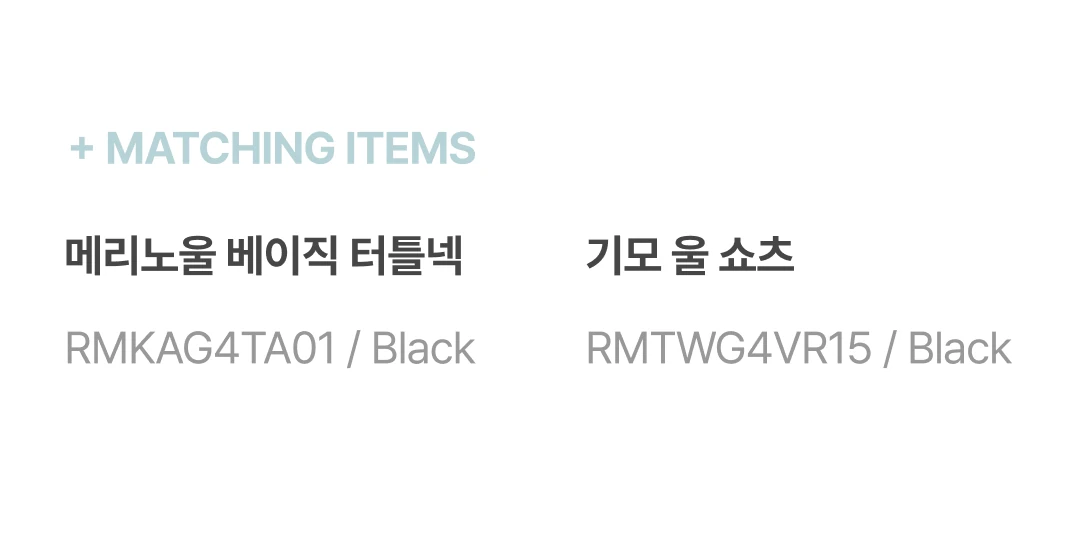 + MATCHING ITEMS
메리노울 베이직 터틀넥
RMKAG4TA01 / Black
기모 울 쇼츠
RMTWG4VR15 / Black